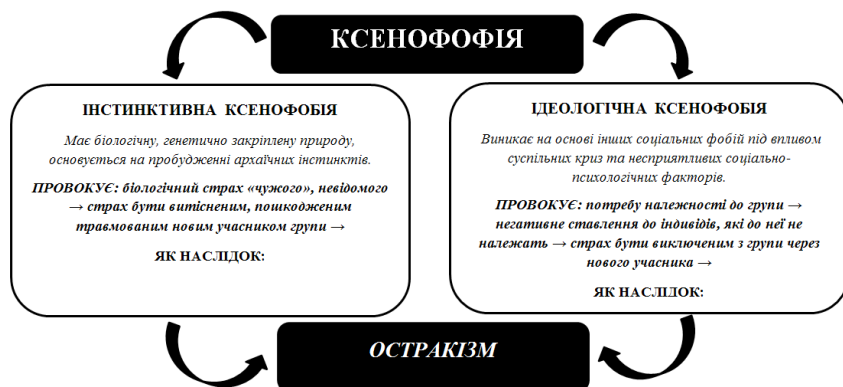 КСЕНОФОФІЯ
ІНСТИНКТИВНА КСЕНОФОБІЯ
Має біологічну, генетично закріплену природу,
основується на пробудженні архаїчних інстинктів.
ПРОВОКУЄ: біологічний страх «чужого», невідомого
→ страх бути витісненим, пошкодженим
травмованим новим учасником групи →
ЯК НАСЛІДОК:
ІДЕОЛОГІЧНА КСЕНОФОБІЯ
Виникає на основі інших соціальних фобій під впливом
суспільних криз та несприятливих соціально-
психологічних факторів.
ПРОВОКУЄ: потребу належності до групи →
негативне ставлення до індивідів, які до неї не
належать → страх бути виключеним з групи через
нового учасника →
ЯК НАСЛІДОК:
ОСТРАКІЗМ